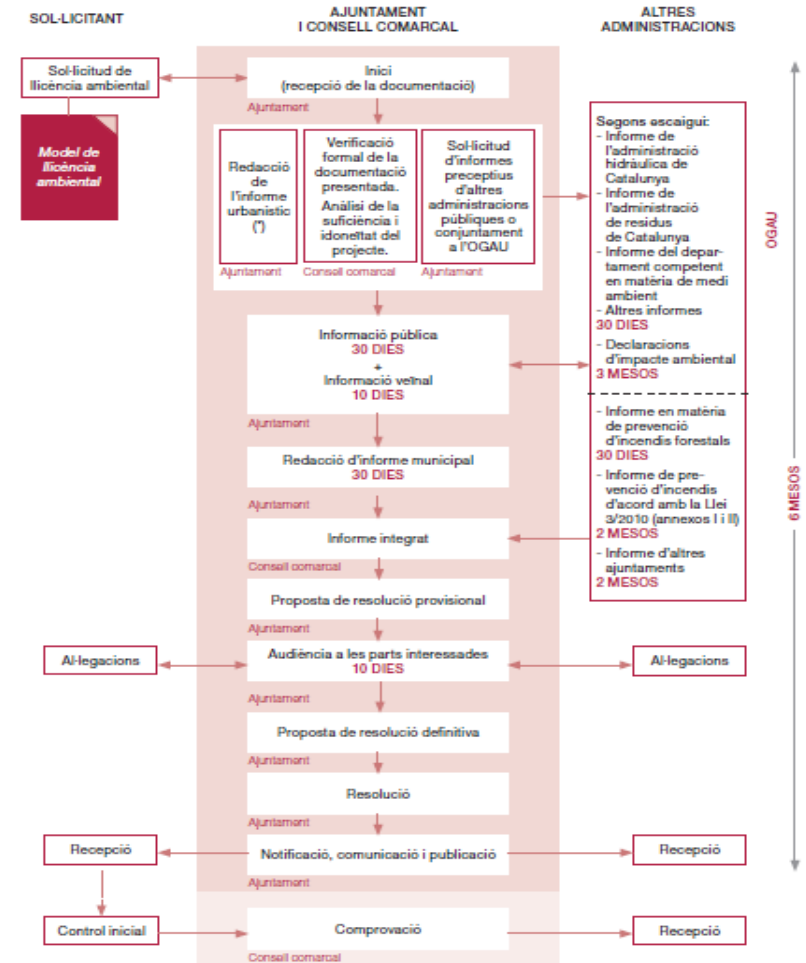 SOL·LICITANT
AJUNTAMENT
I CONSELL COMARCAL
ALTRES
ADMINISTRACIONS
Sol·licitud de
llicència ambiental
Model de
llicència
ambiental
Inici
(recepció de la documentació)
Ajuntament
Redacció
de
l'informe
urbanístic
(*)
Ajuntament
Verificació
formal de la
documentació
presentada.
Anàlisi de la
suficiència i
idoneïtat del
projecte.
Consell comarcal
Sol·licitud
d'informes
preceptius
d'altres
administracions
públiques o
conjuntament
a l'OGAU
Ajuntament
Segons escaigui:
- Informe de
l'administració
hidràulica de
Catalunya
- Informe de
l'administració
de residus
de Catalunya
- Informe del depar-
tament competent
en matèria de medi
ambient
- Altres informes
30 DIES
- Declaracions
d'impacte ambiental
3 MESOS
- Informe en matèria
de prevenció
d'incendis forestals
30 DIES
- Informe de pre-
venció d'incendis
d'acord amb la Llei
3/2010 (annexos I i II)
2 MESOS
- Informe d'altres
ajuntaments
2 MESOS
OGAU
6 MESOS
Informació pública
30 DIES
+
Informació veïnal
10 DIES
Ajuntament
Redacció d'informe municipal
30 DIES
Ajuntament
Informe integrat
Consell comarcal
Proposta de resolució provisional
Ajuntament
Al·legacions
Audiència a les parts interessades
10 DIES
Al·legacions
Ajuntament
Proposta de resolució definitiva
Ajuntament
Resolució
Ajuntament
Recepció
Notificació, comunicació i publicació
Recepció
Ajuntament
Control inicial
Comprovació
Recepció
Consell comarcal